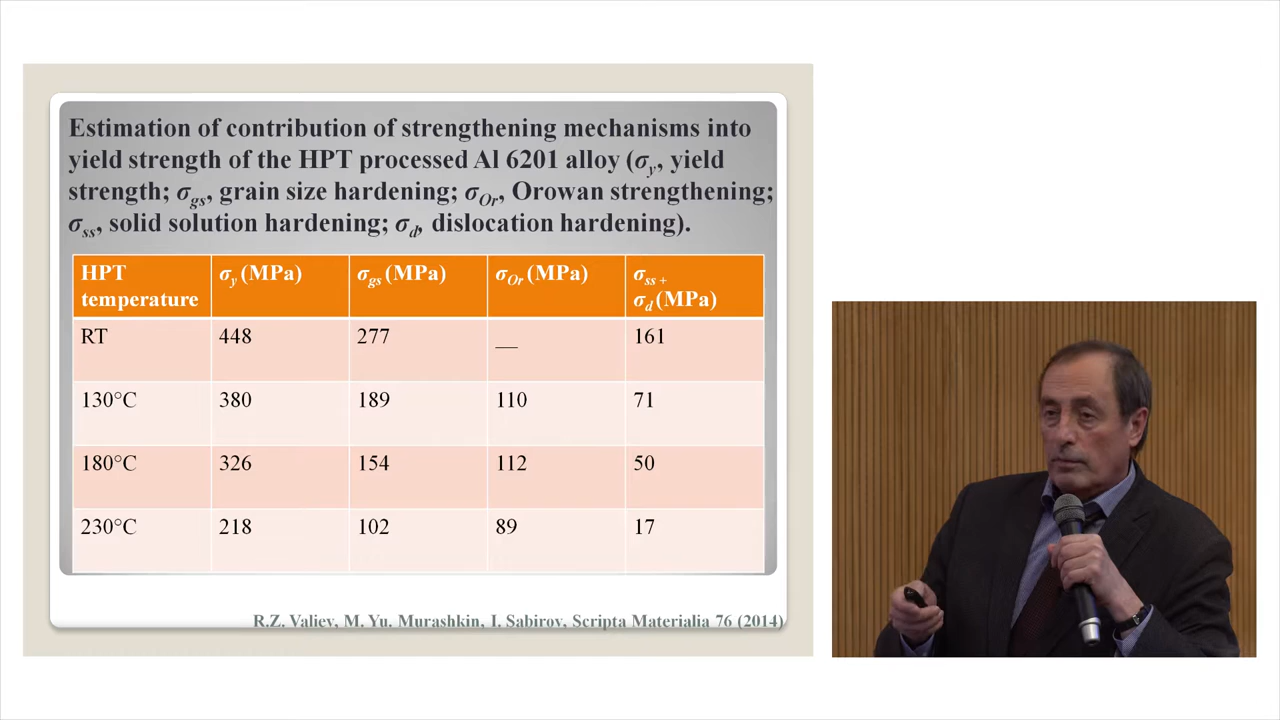 Estimation of contribution of strengthening mechanisms into
yield strength of the HPT processed Al 6201 alloy (σy, yield
strength; σgs, grain size hardening; σOr, Orowan strengthening;
σss, solid solution hardening; σd, dislocation hardening).
HPT temperature σy (MPa) σgs (MPa) σOr (MPa) σss + σd (MPa)
RT 448 277 __ 161
130°C 380 189 110 71
180°C 326 154 112 50
230°C 218 102 89 17
R.Z. Valiev, M. Yu. Murashkin, I. Sabirov, Scripta Materialia 76 (2014)